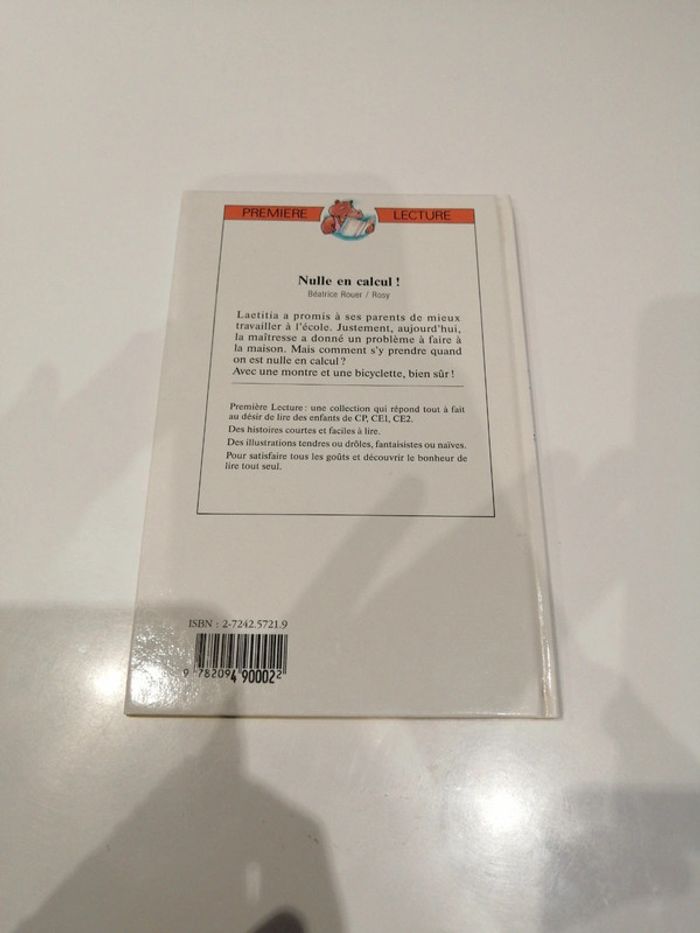 PREMIERE LECTURE
Nulle en calcul !
Béatrice Rouer / Rosy
Laetitia a promis à ses parents de mieux
travailler à l'école. Justement, aujourd'hui,
la maîtresse a donné un problème à faire à
la maison. Mais comment s'y prendre quand
on est nulle en calcul ?
Avec une montre et une bicyclette, bien sûr !
Première Lecture : une collection qui répond tout à fait
au désir de lire des enfants de CP, CE1, CE2.
Des histoires courtes et faciles à lire.
Des illustrations tendres ou drôles, fantaisistes ou naïves.
Pour satisfaire tous les goûts et découvrir le bonheur de
lire tout seul.
ISBN : 2-7242.5721.9
9 782094 900022